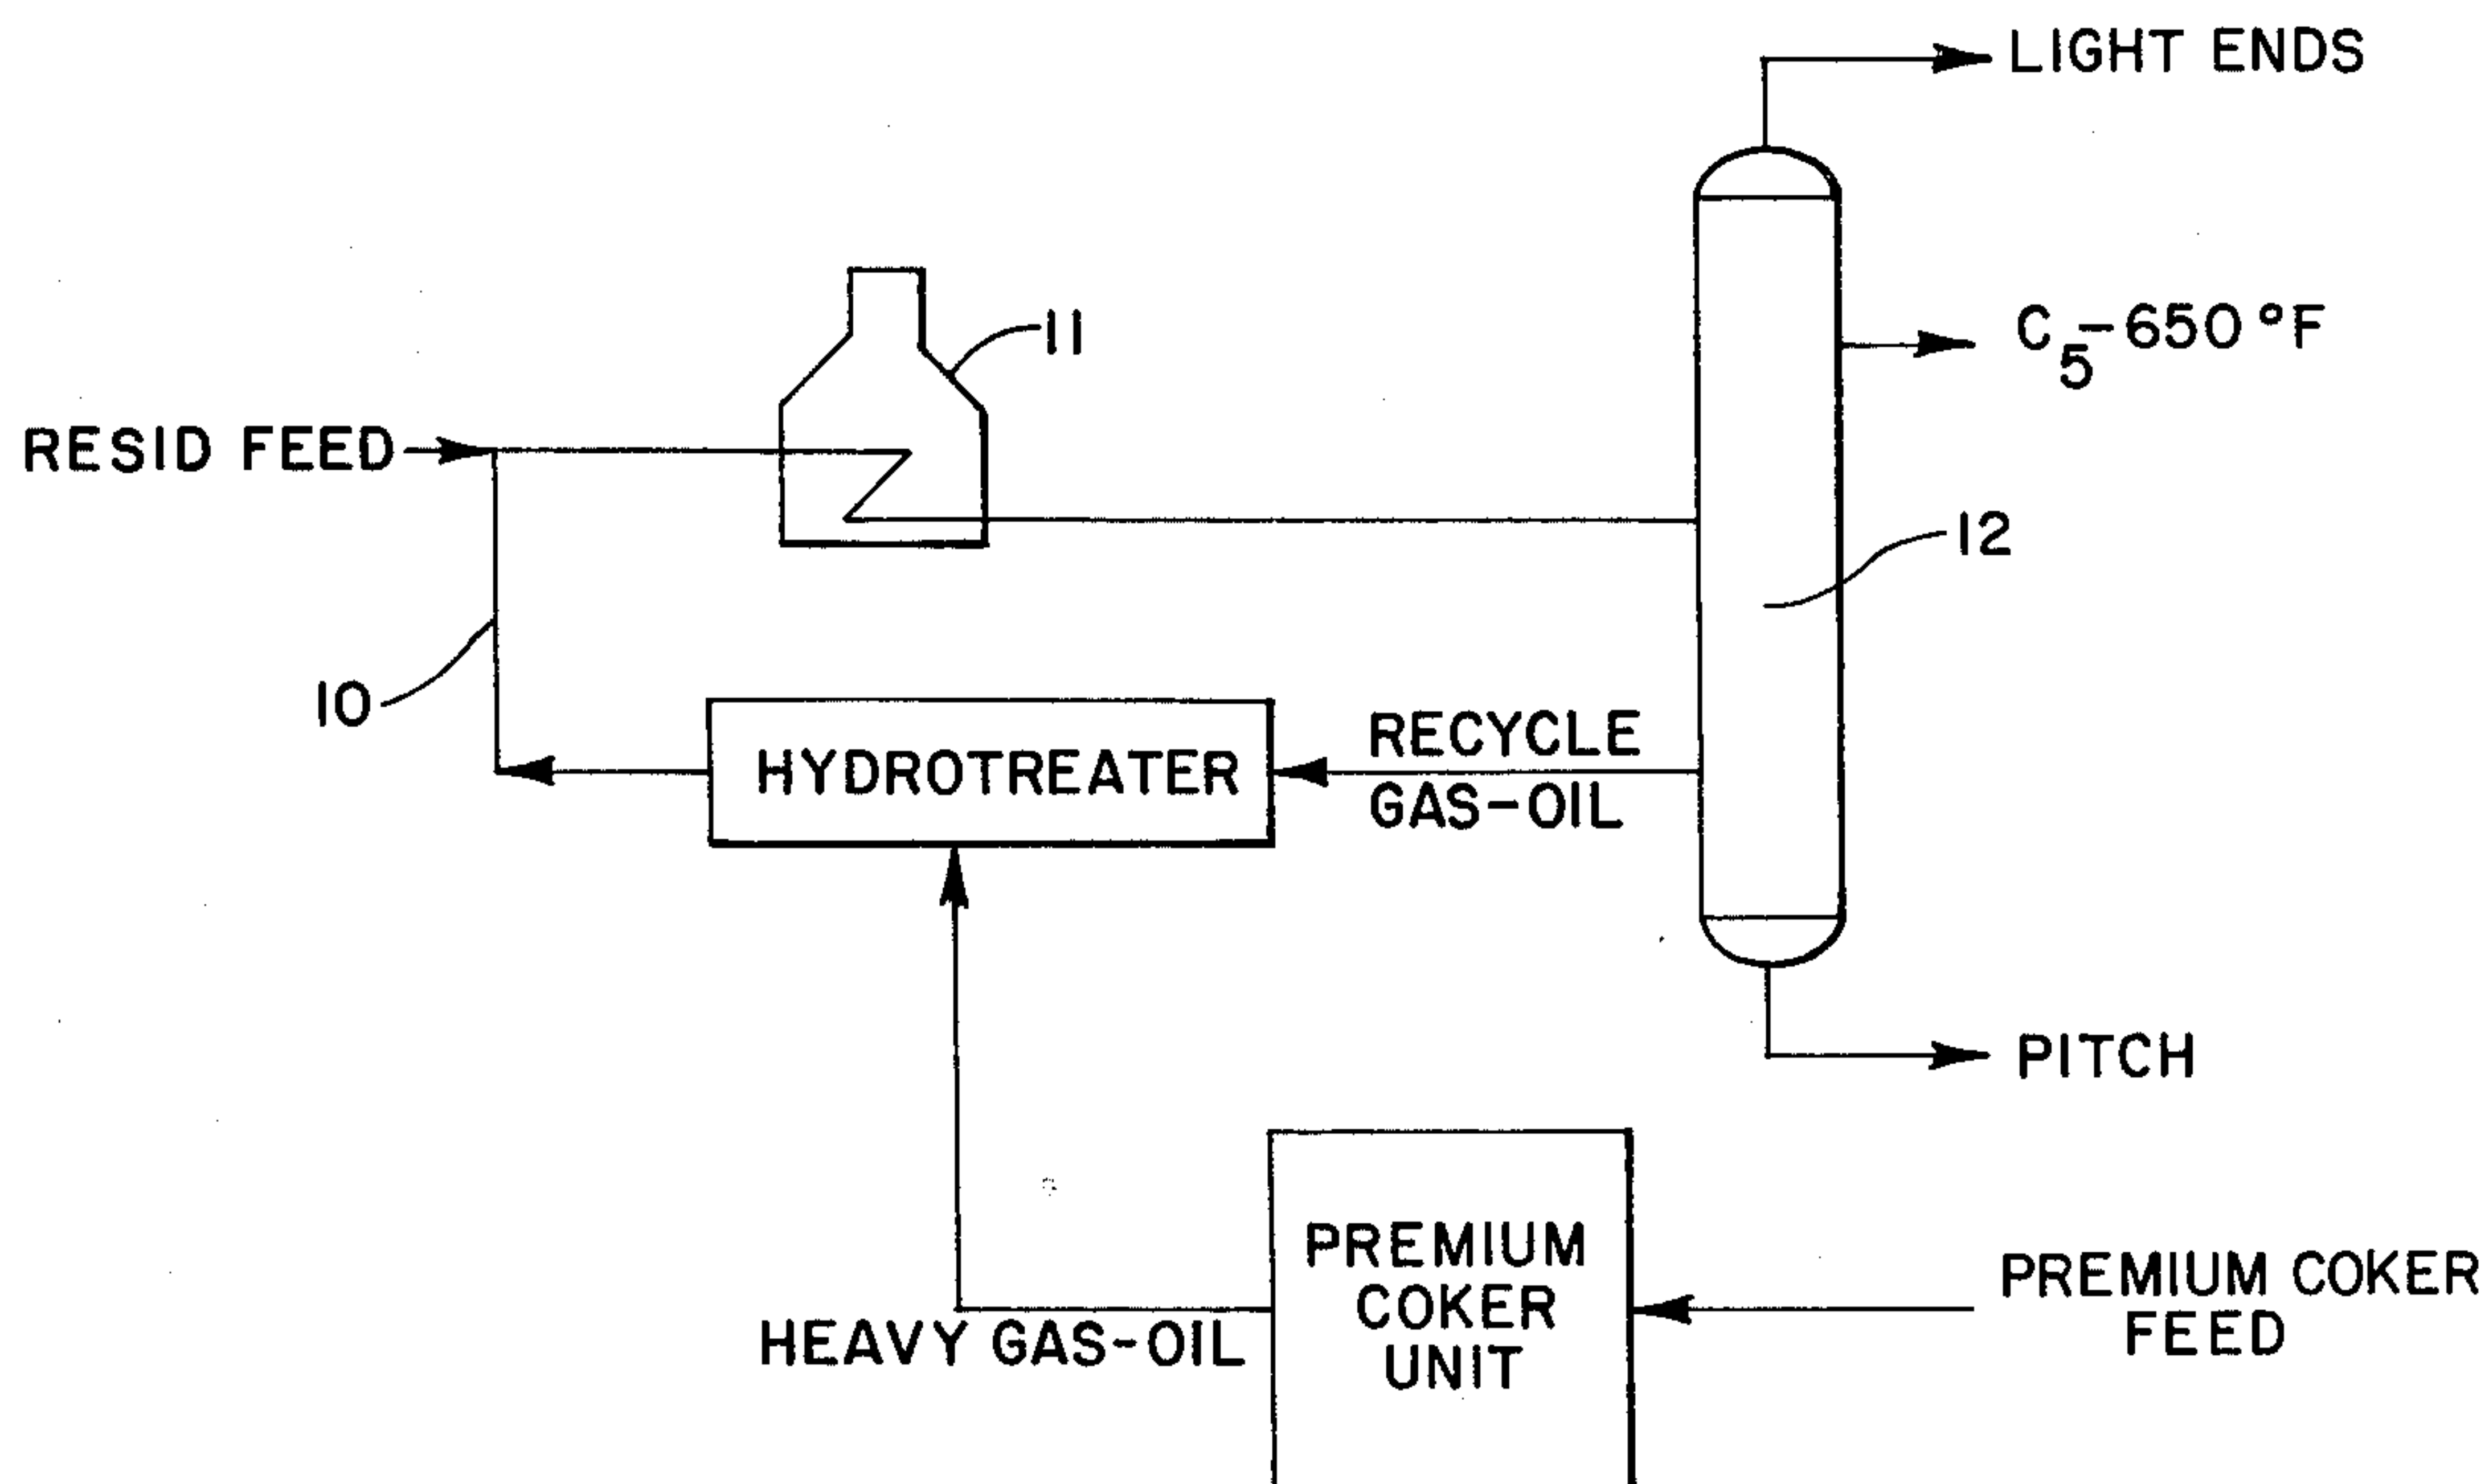 LIGHT ENDS
11
C5-650 °F
RESID FEED
12
10
RECYCLE
GAS-OIL
HYDROTREATER
PITCH
PREMIUM
COKER
UNIT
PREMIUM COKER
FEED
HEAVY GAS-OIL